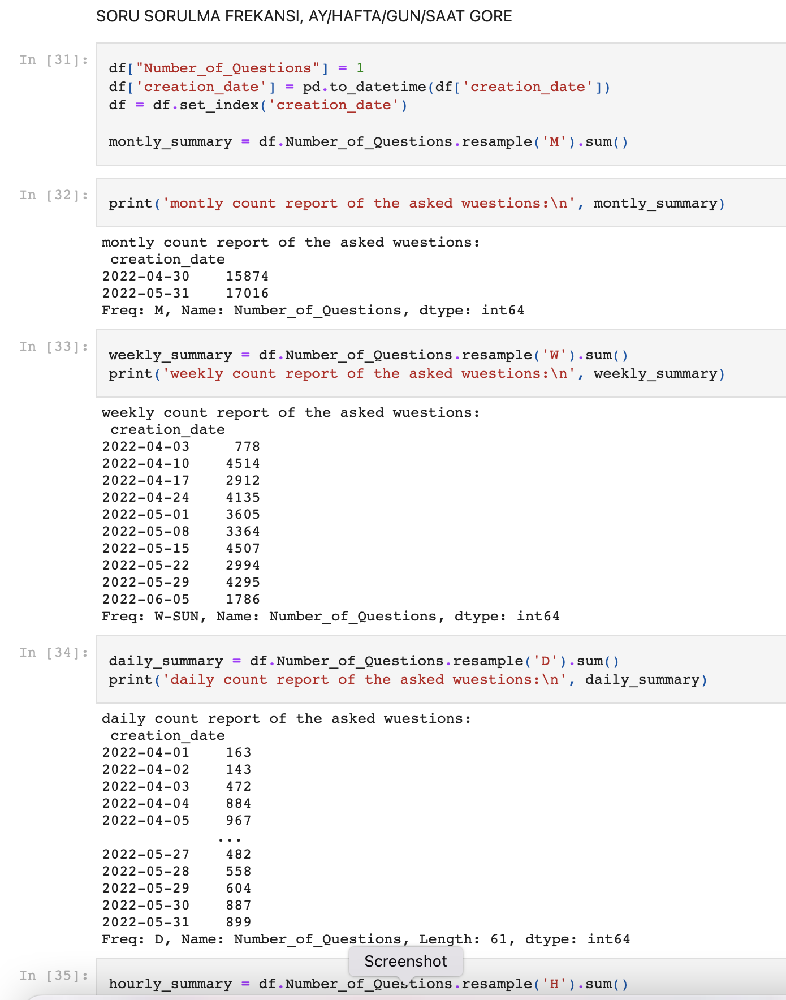 SORU SORULMA FREKANSI, AY/HAFTA/GUN/SAAT GORE
In [31]:
df["Number_of_Questions"] = 1
df['creation_date'] = pd.to_datetime(df['creation_date'])
df = df.set_index('creation_date')
montly_summary = df.Number_of_Questions.resample('M').sum()
In [32]:
print('montly count report of the asked wuestions:\n', montly_summary)
montly count report of the asked wuestions:
creation_date
2022-04-30 15874
2022-05-31 17016
Freq: M, Name: Number_of_Questions, dtype: int64
In [33]:
weekly_summary = df.Number_of_Questions.resample('W').sum()
print('weekly count report of the asked wuestions:\n', weekly_summary)
weekly count report of the asked wuestions:
creation_date
2022-04-03 778
2022-04-10 4514
2022-04-17 2912
2022-04-24 4135
2022-05-01 3605
2022-05-08 3364
2022-05-15 4507
2022-05-22 2994
2022-05-29 4295
2022-06-05 1786
Freq: W-SUN, Name: Number_of_Questions, dtype: int64
In [34]:
daily_summary = df.Number_of_Questions.resample('D').sum()
print('daily count report of the asked wuestions:\n', daily_summary)
daily count report of the asked wuestions:
creation_date
2022-04-01 163
2022-04-02 143
2022-04-03 472
2022-04-04 884
2022-04-05 967
...
2022-05-27 482
2022-05-28 558
2022-05-29 604
2022-05-30 887
2022-05-31 899
Freq: D, Name: Number_of_Questions, Length: 61, dtype: int64
Screenshot
In [35]:
hourly_summary = df.Number_of_Questions.resample('H').sum()